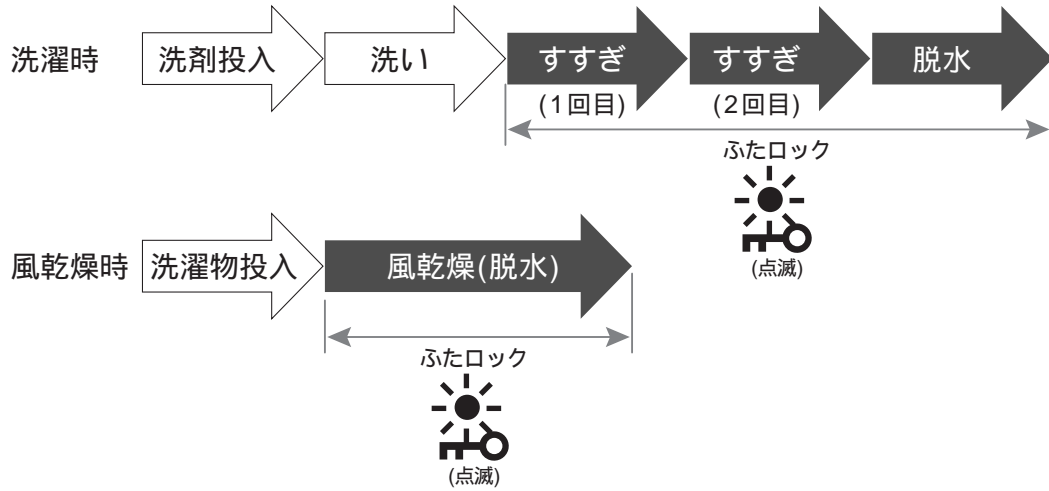 洗濯時 洗剤投入 洗い すすぎ すすぎ 脱水
(1回目) (2回目)
ふたロック
(点滅)
風乾燥時 洗濯物投入 風乾燥(脱水)
ふたロック
(点滅)